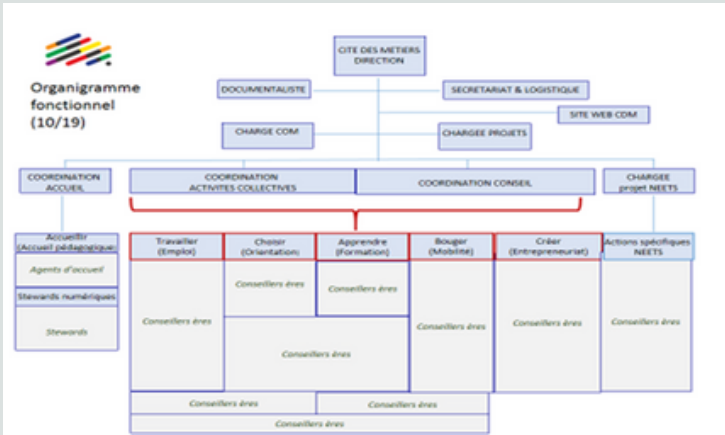 Organigramme
fonctionnel
(10/19)
CITE DES METIERS
DIRECTION
DOCUMENTALISTE
SECRETARIAT & LOGISTIQUE
SITE WEB CDM
CHARGE COM
CHARGEE PROJETS
COORDINATION
ACCUEIL
COORDINATION
ACTIVITES COLLECTIVES
COORDINATION CONSEIL
CHARGEE
projet NEETS
Accueillir
(Accueil pédagogique)
Travailler
(Emploi)
Choisir
(Orientation)
Apprendre
(Formation)
Bouger
(Mobilité)
Créer
(Entrepreneuriat)
Actions spécifiques
NEETS
Agents d'accueil
Stewards numériques
Stewards
Conseillers ères
Conseillers ères
Conseillers ères
Conseillers ères
Conseillers ères
Conseillers ères
Conseillers ères
Conseillers ères
Conseillers ères
Conseillers ères